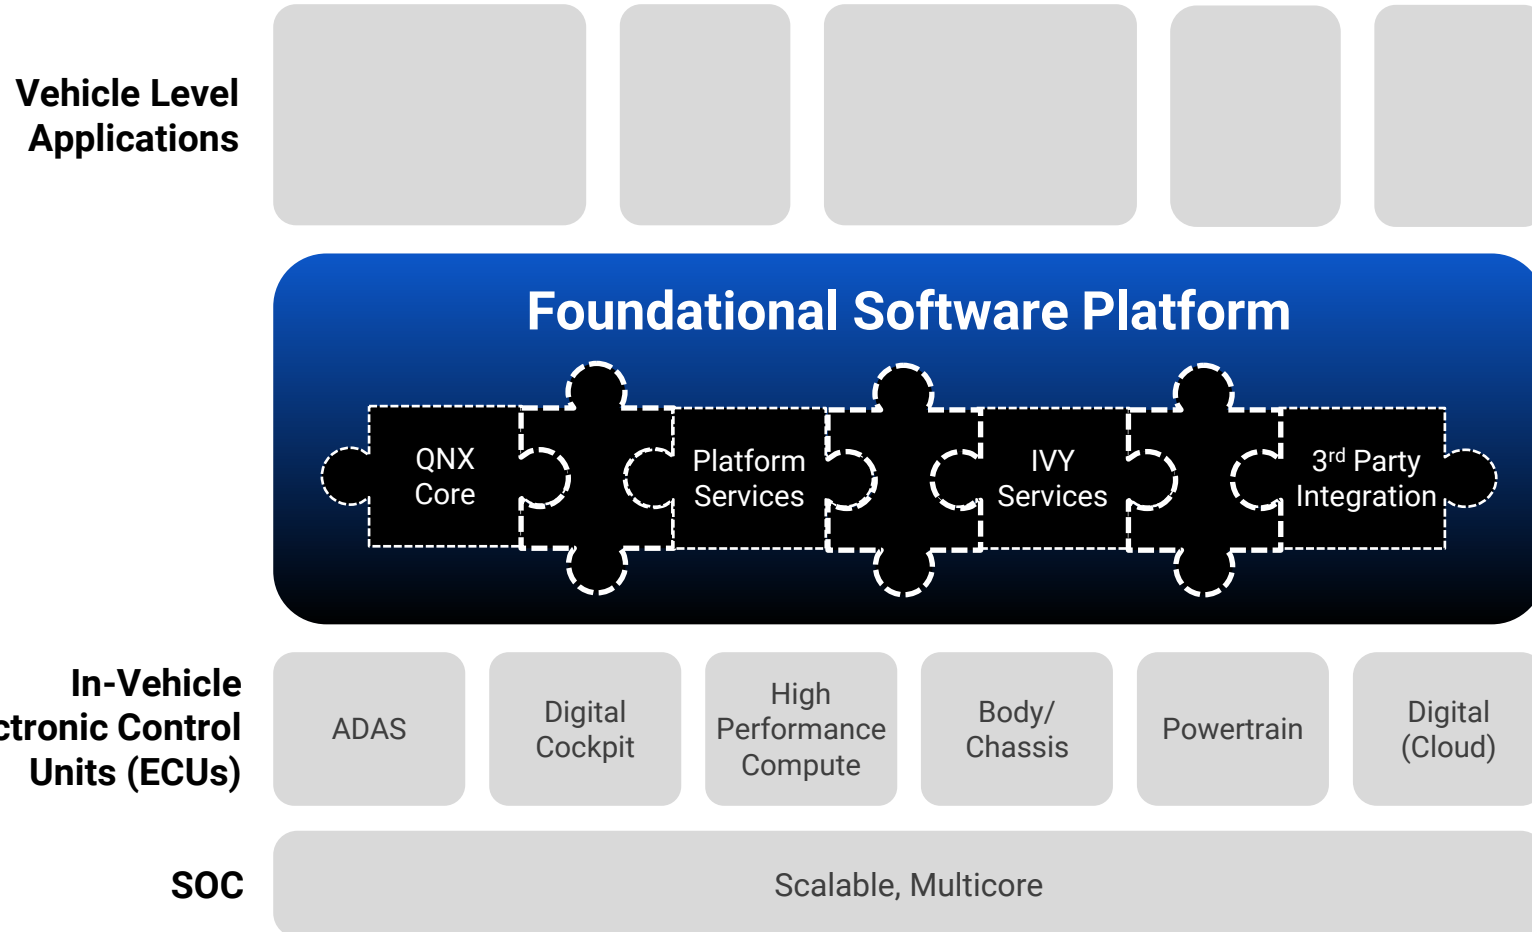 Vehicle Level
Applications
Foundational Software Platform
QNX
Core
Platform
Services
IVY
Services
3rd Party
Integration
In-Vehicle
ctronic Control
Units (ECUs)
ADAS
Digital
Cockpit
High
Performance
Compute
Body/
Chassis
Powertrain
Digital
(Cloud)
SOC
Scalable, Multicore